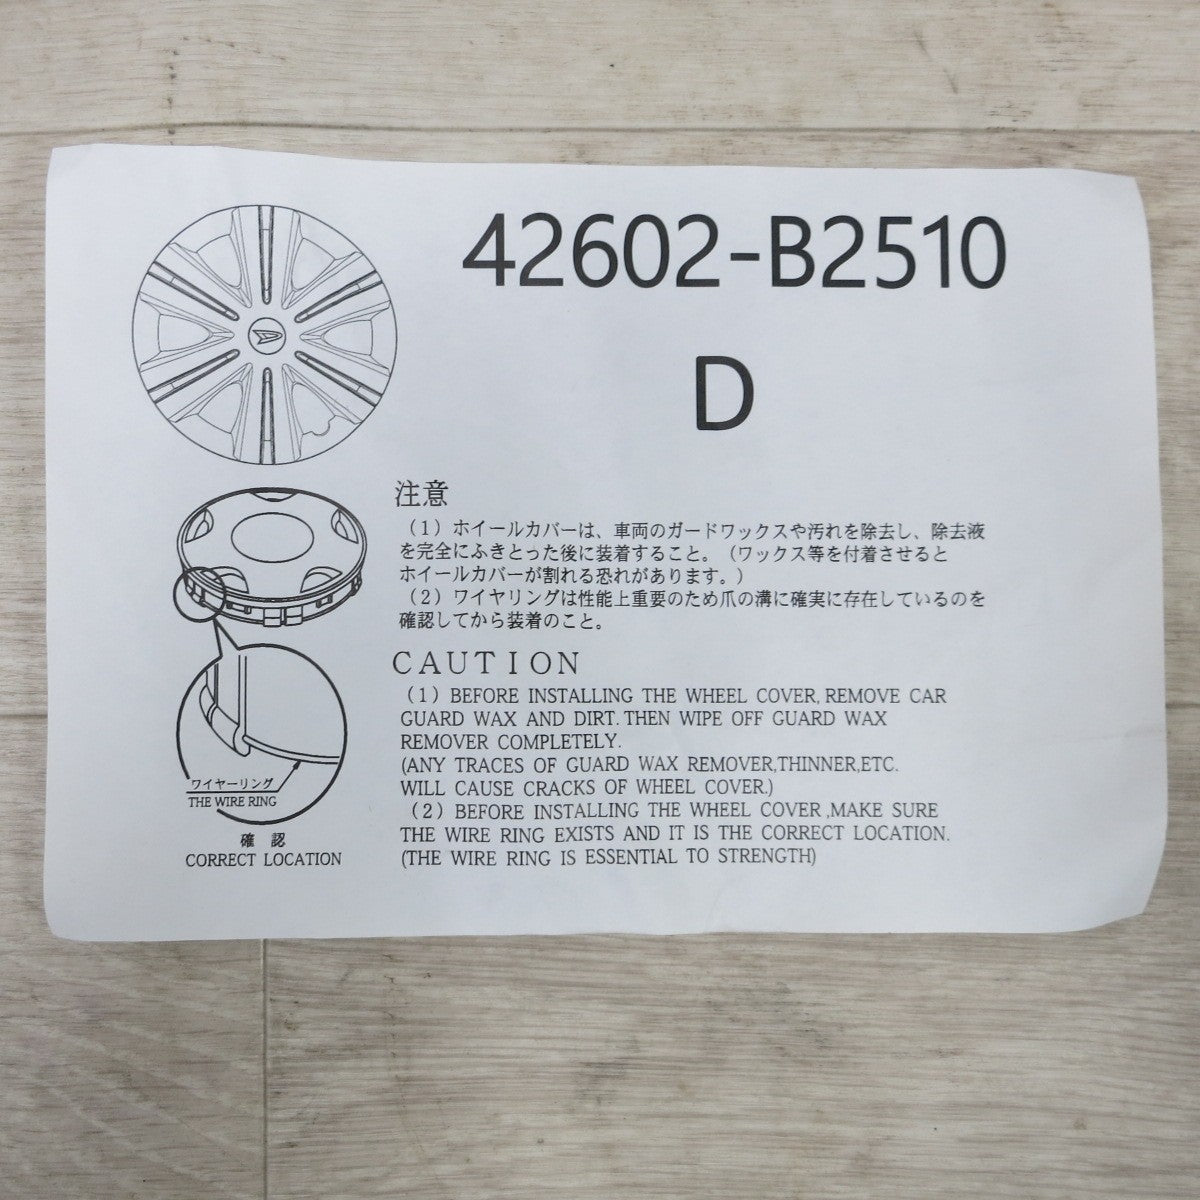 42602-B2510
D
注意
（1）ホイールカバーは、車両のガードワックスや汚れを除去し、除去液
を完全にふきとった後に装着すること。（ワックス等を付着させると
ホイールカバーが割れる恐れがあります。）
（2）ワイヤリングは性能上重要のため爪の溝に確実に存在しているのを
確認してから装着のこと。
CAUTION
（1）BEFORE INSTALLING THE WHEEL COVER, REMOVE CAR
GUARD WAX AND DIRT. THEN WIPE OFF GUARD WAX
REMOVER COMPLETELY.
(ANY TRACES OF GUARD WAX REMOVER,THINNER,ETC.
WILL CAUSE CRACKS OF WHEEL COVER.)
（2）BEFORE INSTALLING THE WHEEL COVER ,MAKE SURE
THE WIRE RING EXISTS AND IT IS THE CORRECT LOCATION.
(THE WIRE RING IS ESSENTIAL TO STRENGTH)
ワイヤーリング
THE WIRE RING
確 認
CORRECT LOCATION